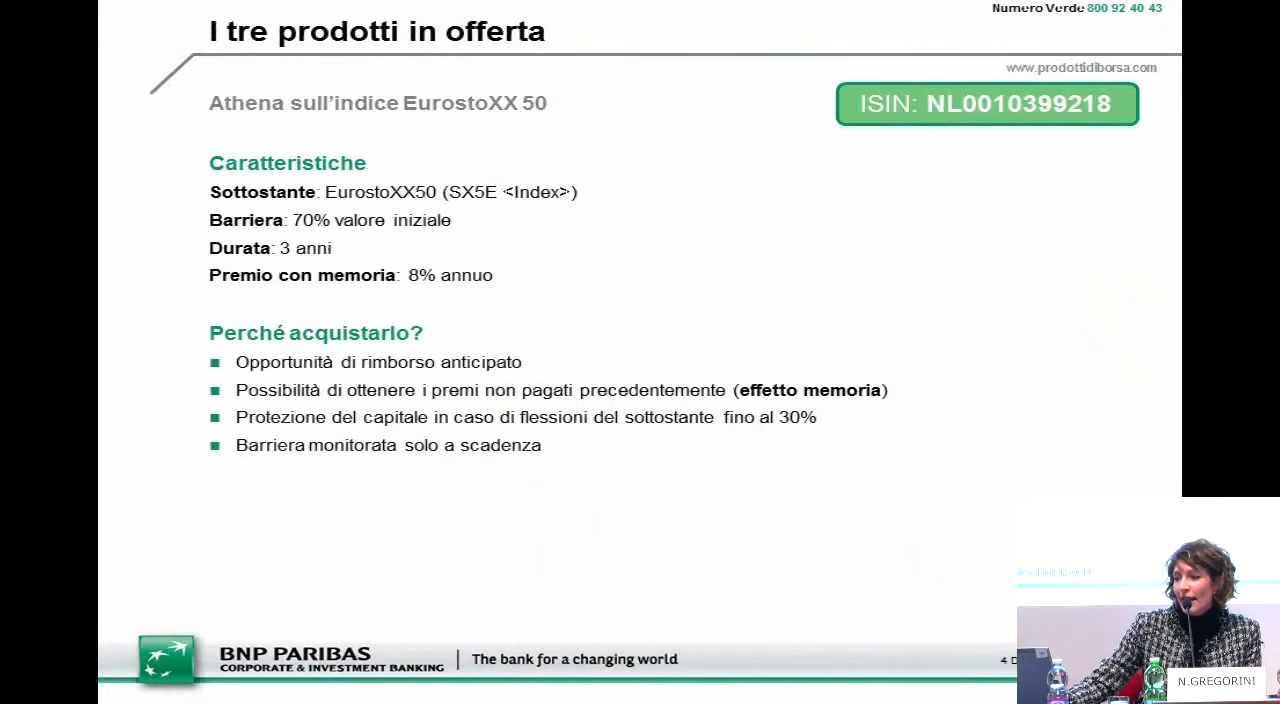 Numero Verde 800 92 40 43
I tre prodotti in offerta
www.prodottidiborsa.com
Athena sull'indice EurostoXX 50
ISIN: NL0010399218
Caratteristiche
Sottostante: EurostoXX50 (SX5E <Index>)
Barriera: 70% valore iniziale
Durata: 3 anni
Premio con memoria: 8% annuo
Perché acquistarlo?
Opportunità di rimborso anticipato
Possibilità di ottenere i premi non pagati precedentemente (effetto memoria)
Protezione del capitale in caso di flessioni del sottostante fino al 30%
Barriera monitorata solo a scadenza
BNP PARIBAS
CORPORATE & INVESTMENT BANKING
The bank for a changing world
4 D
changing world
N.GREGORINI